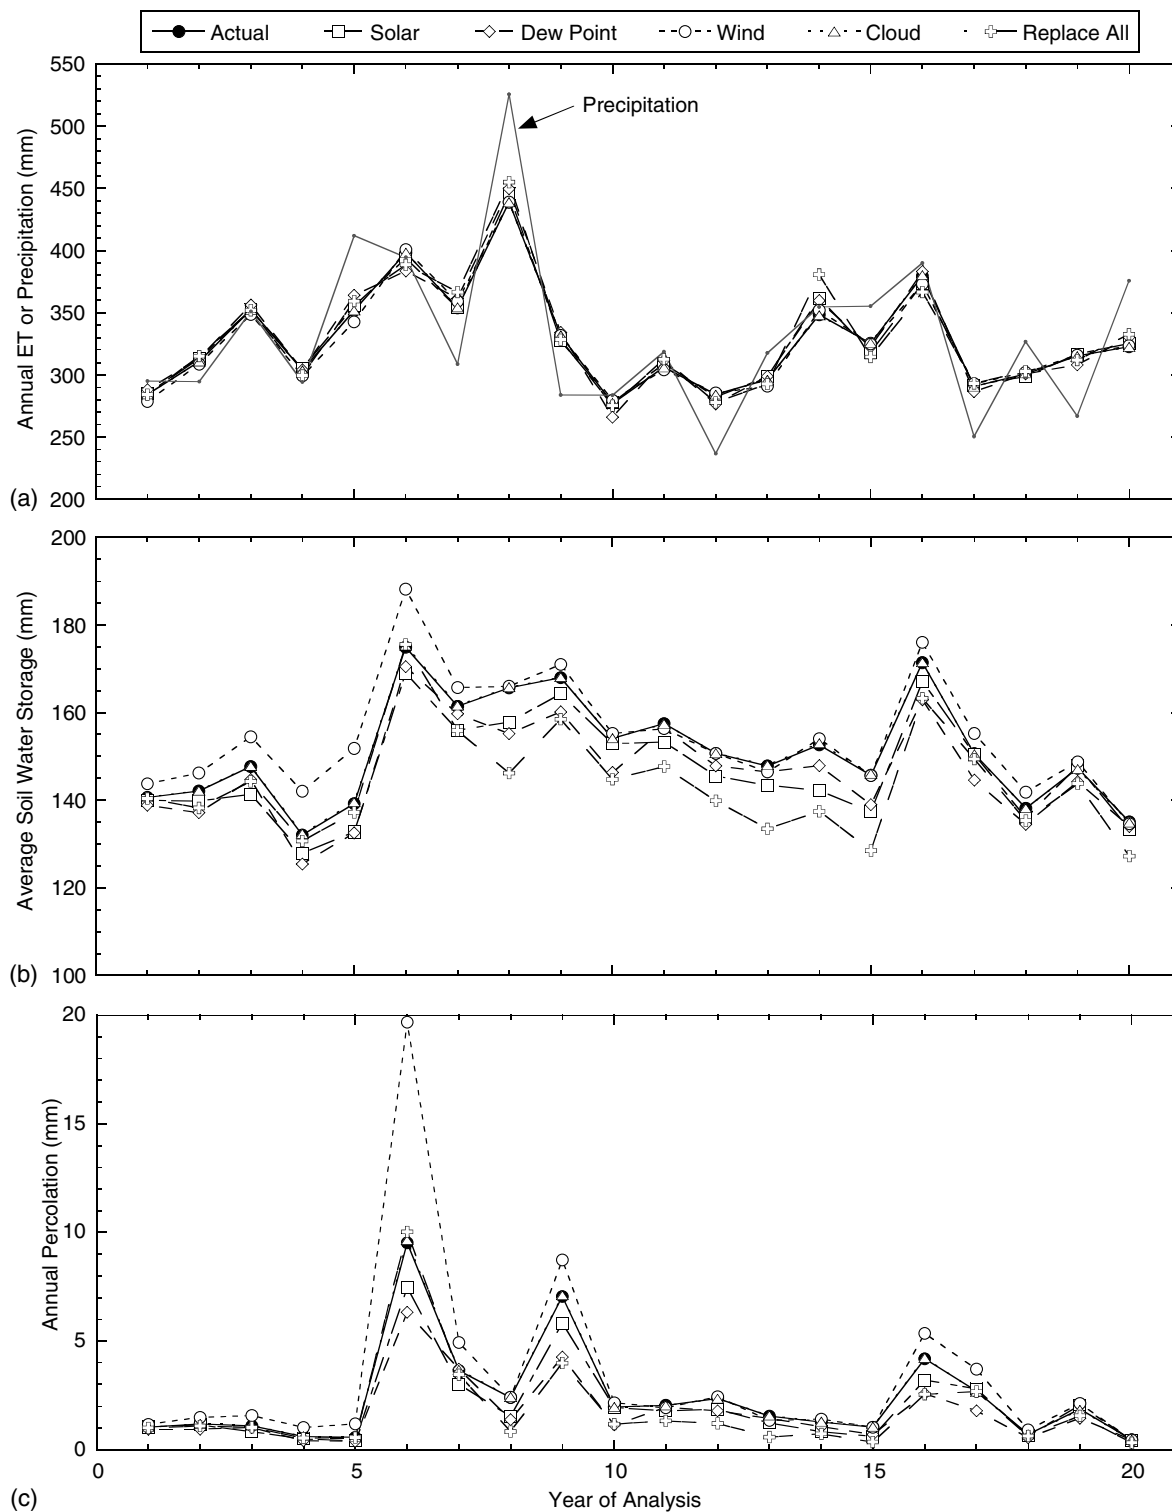 Actual Solar Dew Point Wind Cloud Replace All
550
500
450
400
350
300
250
200
Annual ET or Precipitation (mm)
Precipitation
(a)
200
180
160
140
120
100
Average Soil Water Storage (mm)
(b)
20
15
10
5
0
Annual Percolation (mm)
0 5 10 15 20
Year of Analysis
(c)